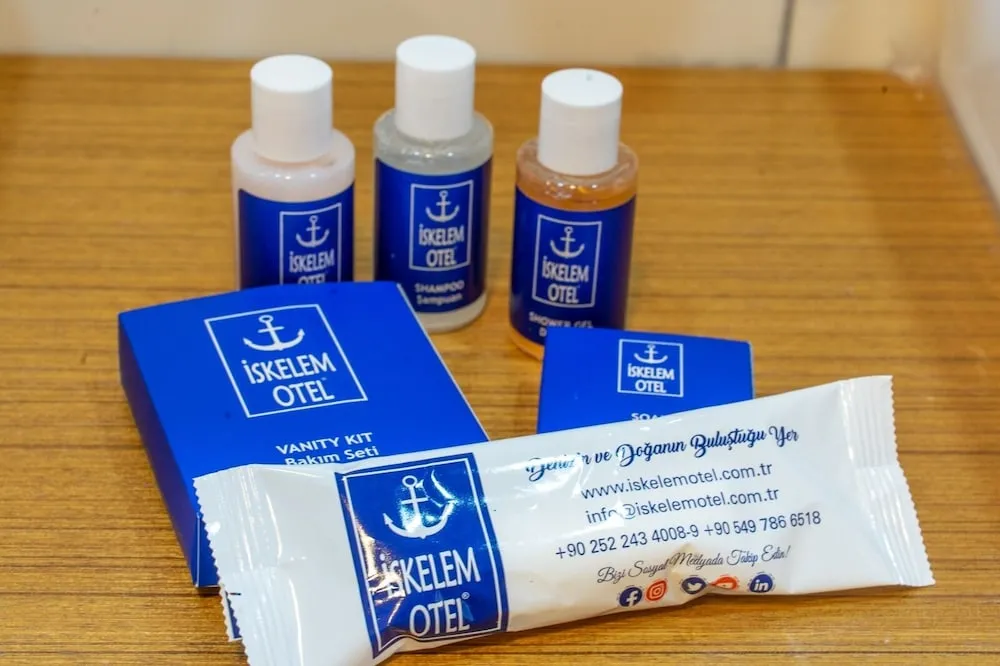 İSKELEM
OTEL
İSKELEM
OTEL
SHAMPOO
Şampuan
İSKELEM
OTEL
SHOWER GEL
İSKELEM
OTEL
VANITY KIT
Bakım Seti
İSKELEM
OTEL
İSKELEM
OTEL®
Denizin ve Doğanın Buluştuğu Yer
www.iskelemotel.com.tr
info@iskelemotel.com.tr
+90 252 243 4008-9 +90 549 786 6518
Bizi Sosyal Medyada Takip Edin!